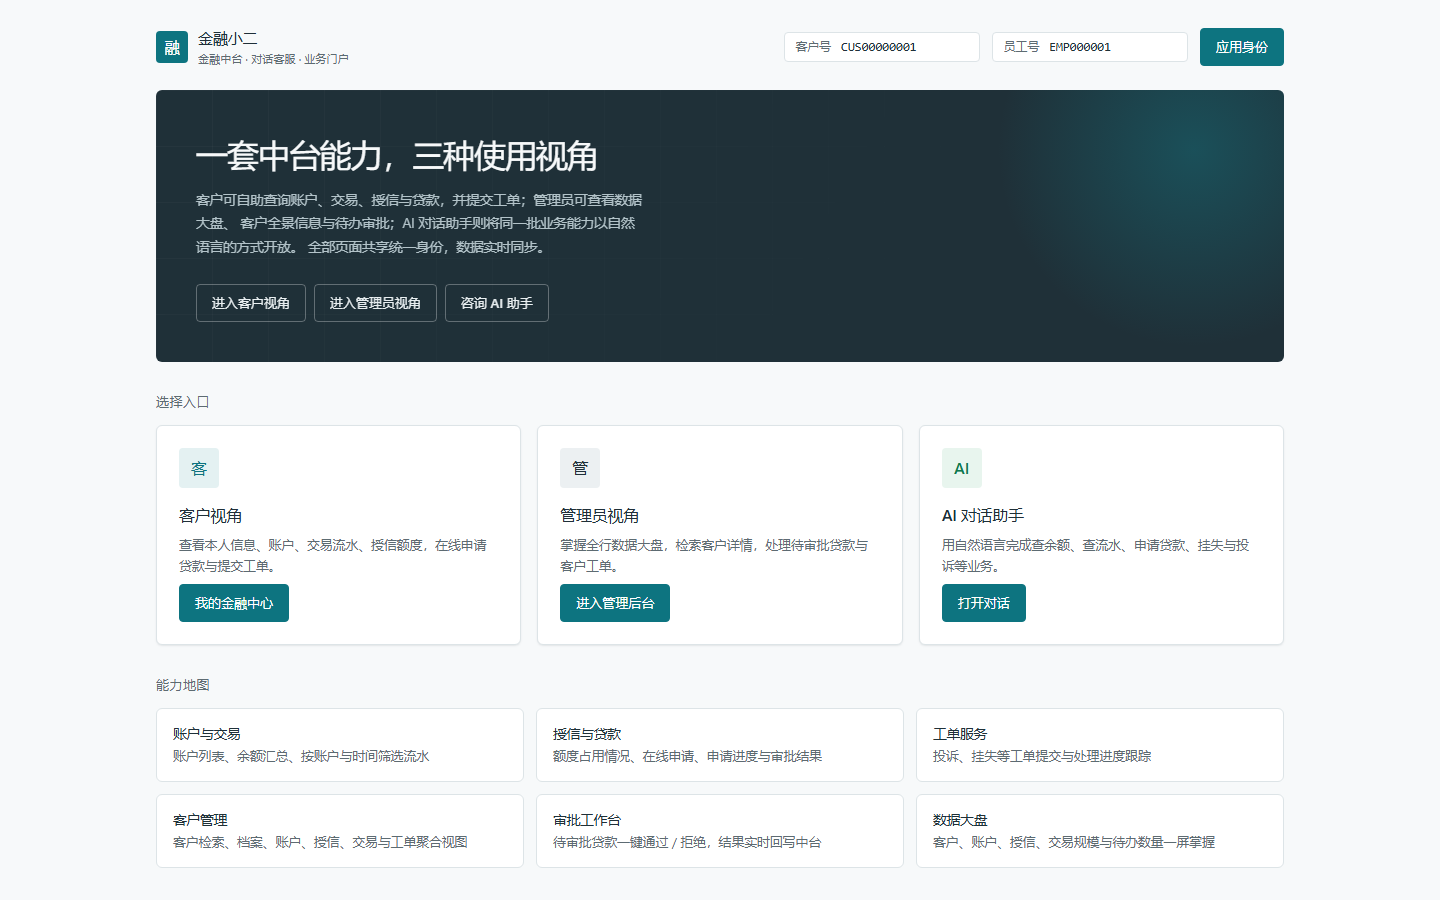 融
金融小二
金融中台 · 对话客服 · 业务门户
客户号 CUS00000001
员工号 EMP000001
应用身份
一套中台能力，三种使用视角
客户可自助查询账户、交易、授信与贷款，并提交工单；管理员可查看数据
大盘、 客户全景信息与待办审批；AI 对话助手则将同一批业务能力以自然
语言的方式开放。 全部页面共享统一身份，数据实时同步。
进入客户视角
进入管理员视角
咨询 AI 助手
选择入口
客
客户视角
查看本人信息、账户、交易流水、授信额度，在线申请
贷款与提交工单。
我的金融中心
管
管理员视角
掌握全行数据大盘，检索客户详情，处理待审批贷款与
客户工单。
进入管理后台
AI
AI 对话助手
用自然语言完成查余额、查流水、申请贷款、挂失与投
诉等业务。
打开对话
能力地图
账户与交易
账户列表、余额汇总、按账户与时间筛选流水
授信与贷款
额度占用情况、在线申请、申请进度与审批结果
工单服务
投诉、挂失等工单提交与处理进度跟踪
客户管理
客户检索、档案、账户、授信、交易与工单聚合视图
审批工作台
待审批贷款一键通过 / 拒绝，结果实时回写中台
数据大盘
客户、账户、授信、交易规模与待办数量一屏掌握